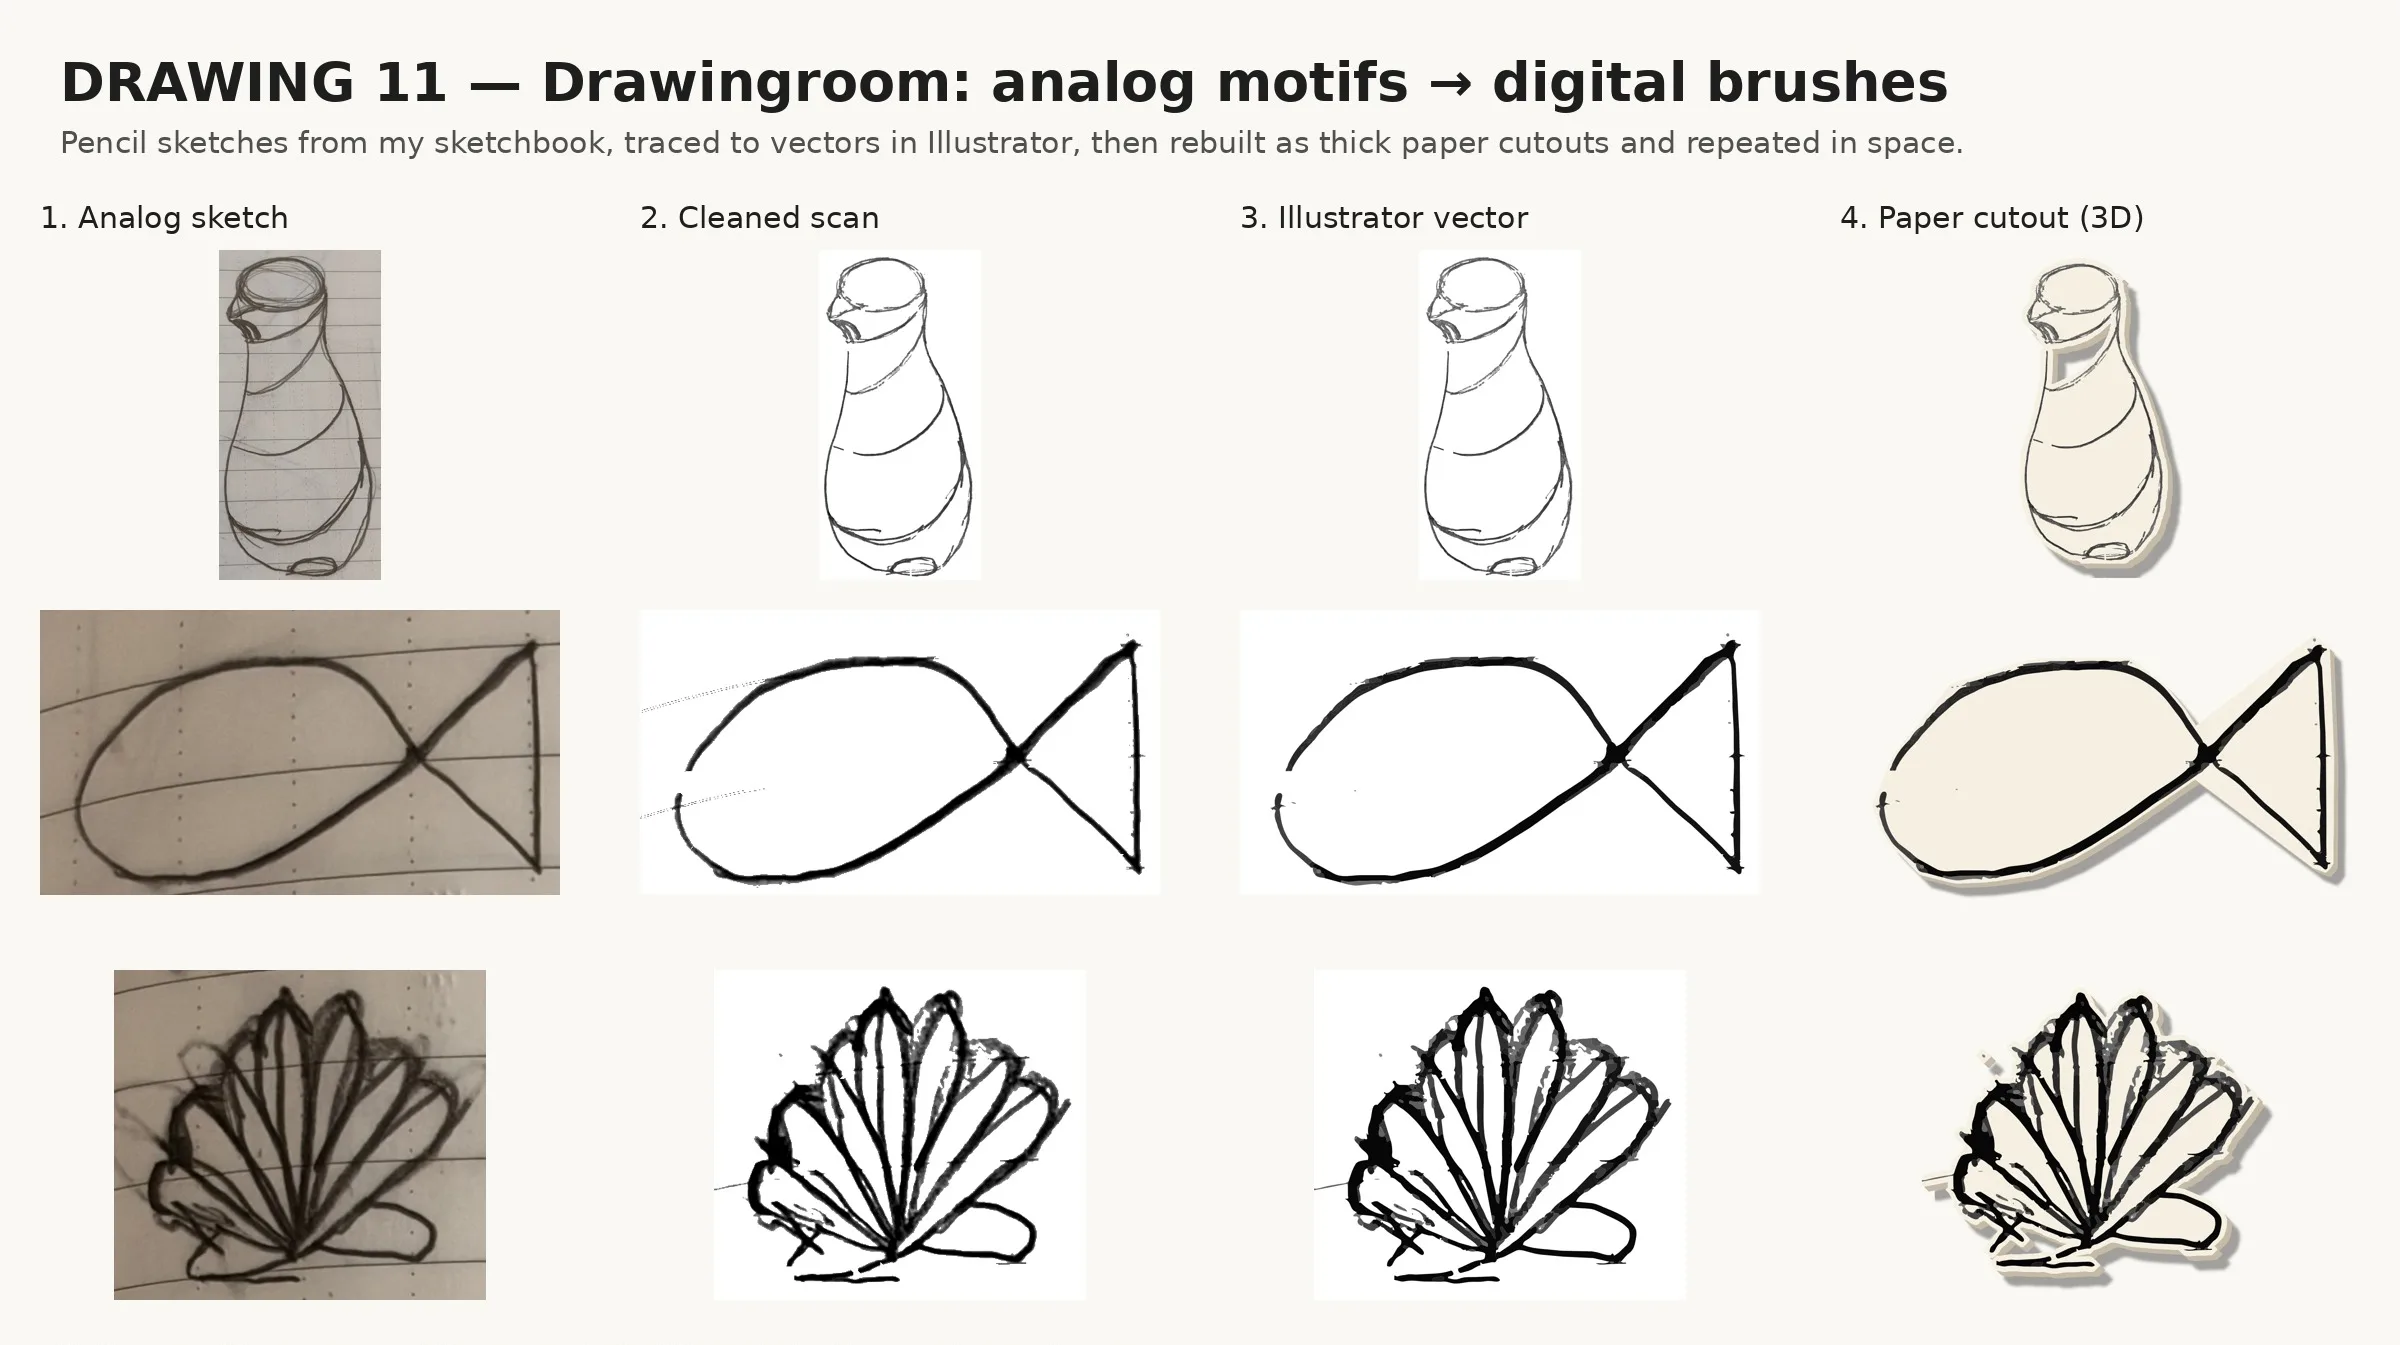 DRAWING 11 — Drawingroom: analog motifs → digital brushes
Pencil sketches from my sketchbook, traced to vectors in Illustrator, then rebuilt as thick paper cutouts and repeated in space.
1. Analog sketch
2. Cleaned scan
3. Illustrator vector
4. Paper cutout (3D)